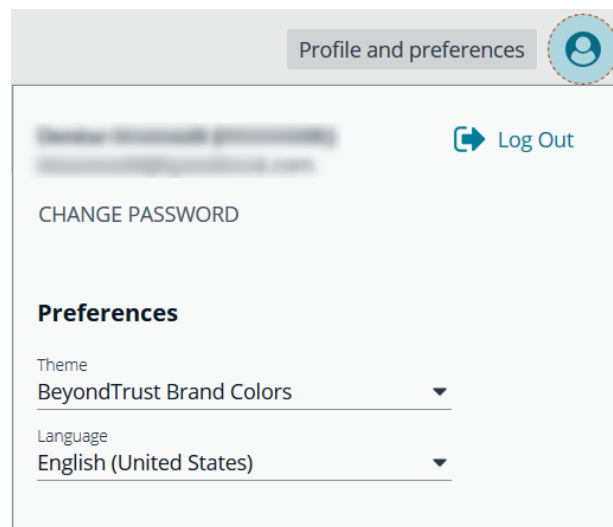 Profile and preferences
Log Out
CHANGE PASSWORD
Preferences
Theme
BeyondTrust Brand Colors
Language
English (United States)